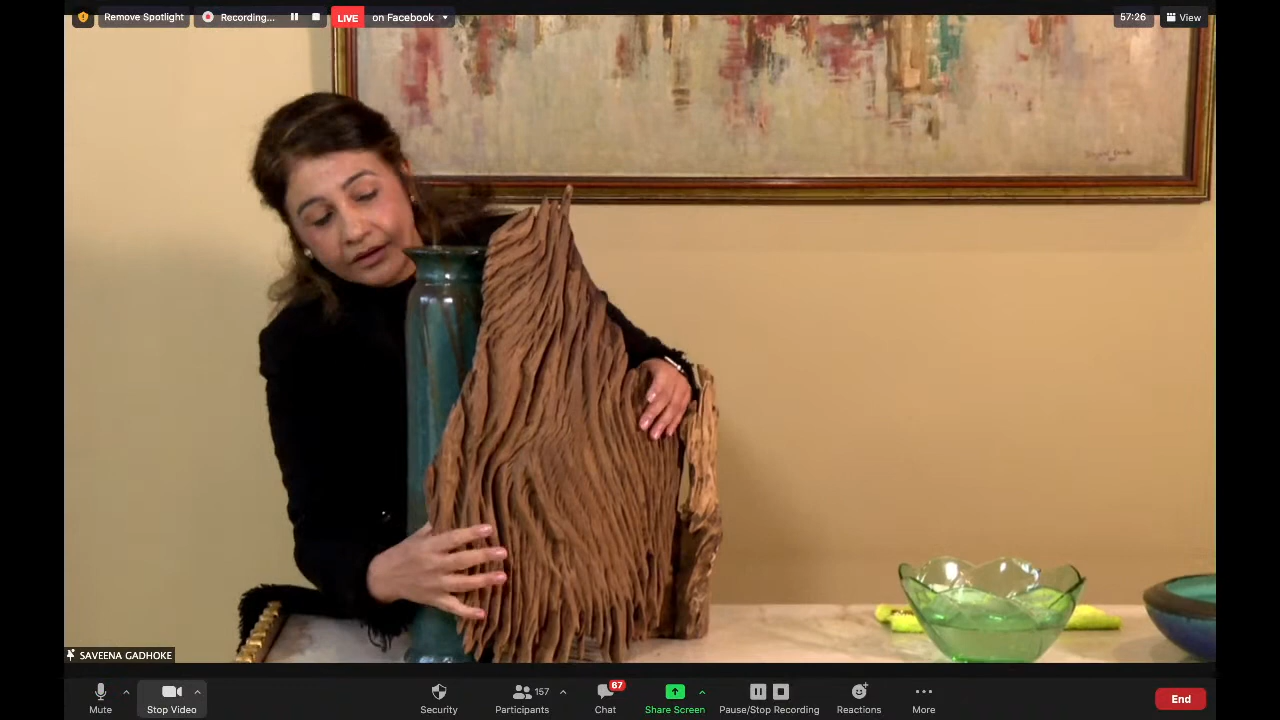 Remove Spotlight
Recording...
LIVE
on Facebook
57:26
View
SAVEENA GADHOKE
Mute
Stop Video
Security
Participants
157
Chat
67
Share Screen
Pause/Stop Recording
Reactions
More
End